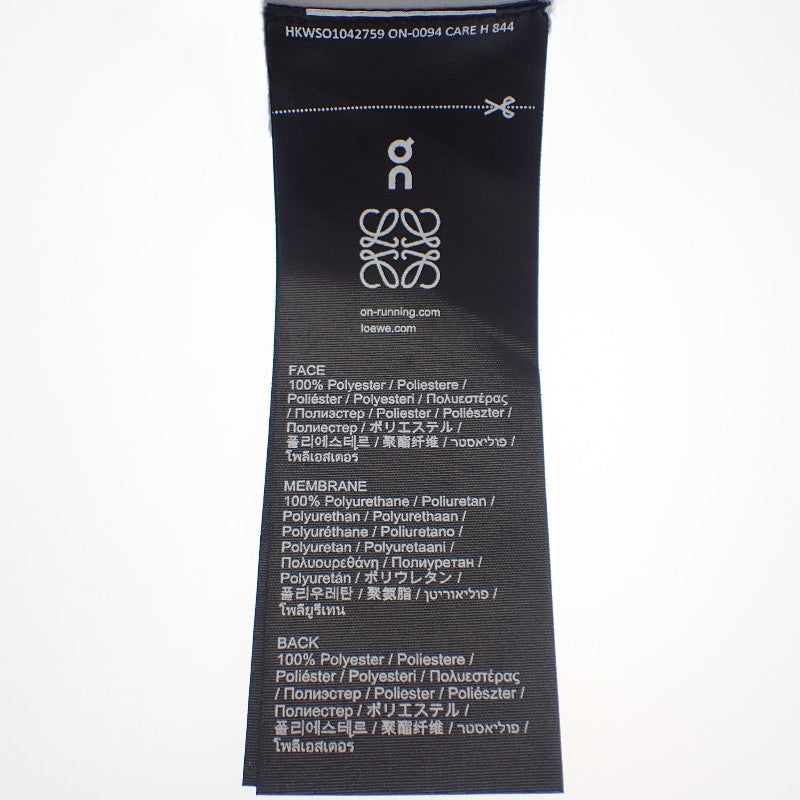 HKWSO1042759 ON-0094 CARE H 844
on
on-running.com
loewe.com
FACE
100% Polyester / Poliestere /
Poliéster / Polyesteri / Πολυεστέρας
/ Полиэстер / Poliester / Poliészter /
Полиестер / ポリエステル /
폴리에스테르 / 聚酯纤维 / פוליאסטר /
โพลีเอสเตอร์
MEMBRANE
100% Polyurethane / Poliuretan /
Polyurethan / Polyurethaan /
Polyuréthane / Poliuretano /
Polyuretan / Polyuretaani /
Πολυουρεθάνη / Полиуретан /
Polyuretán / ポリウレタン /
폴리우레탄 / 聚氨脂 / פוליאוריטן /
โพลียูรีเทน
BACK
100% Polyester / Poliestere /
Poliéster / Polyesteri / Πολυεστέρας
/ Полиэстер / Poliester / Poliészter /
Полиестер / ポリエステル /
폴리에스테르 / 聚酯纤维 / פוליאסטר /
โพลีเอสเตอร์